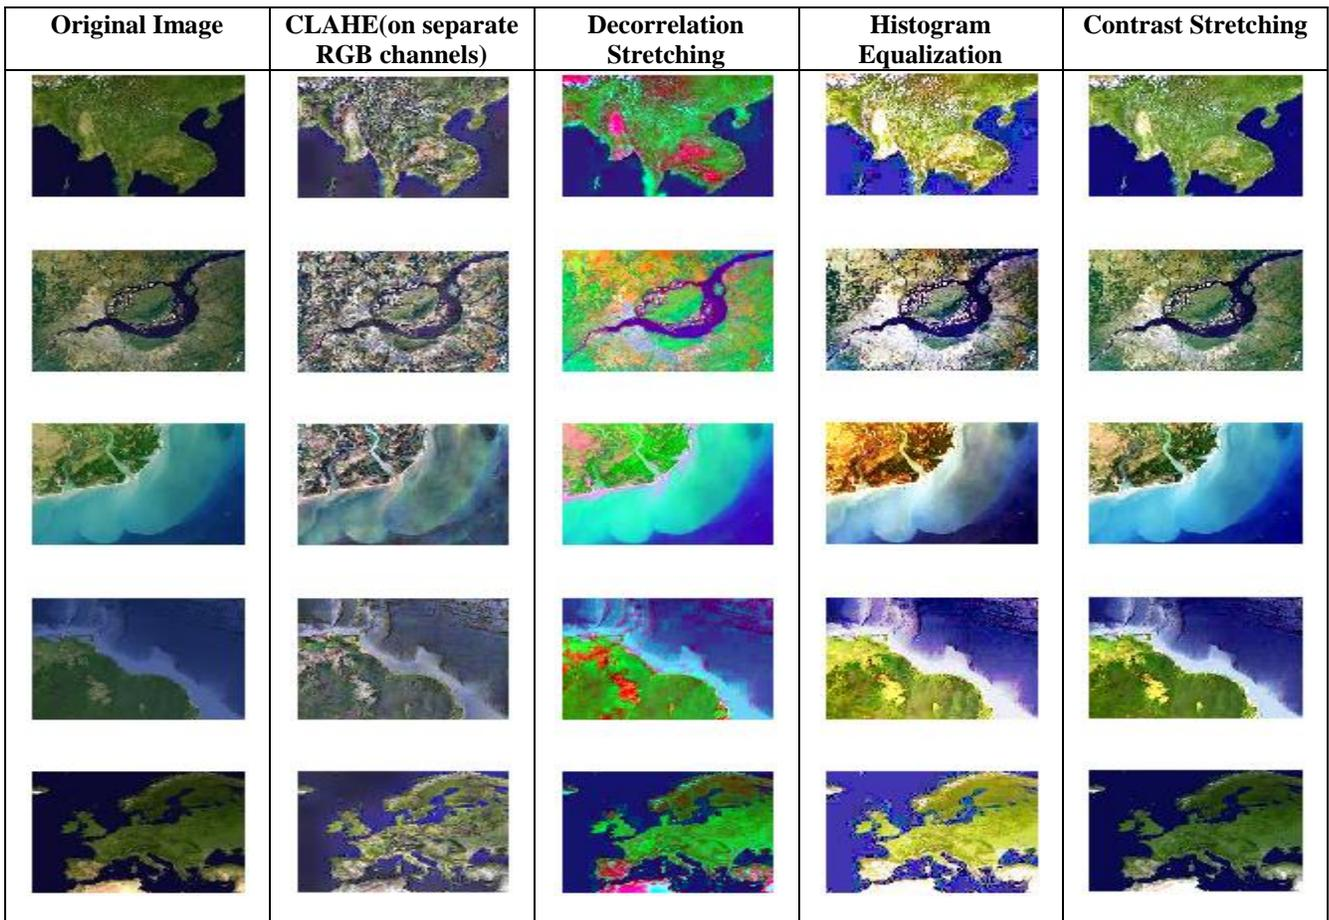 Original Image
CLAHE(on separate
RGB channels)
Decorrelation
Stretching
Histogram
Equalization
Contrast Stretching